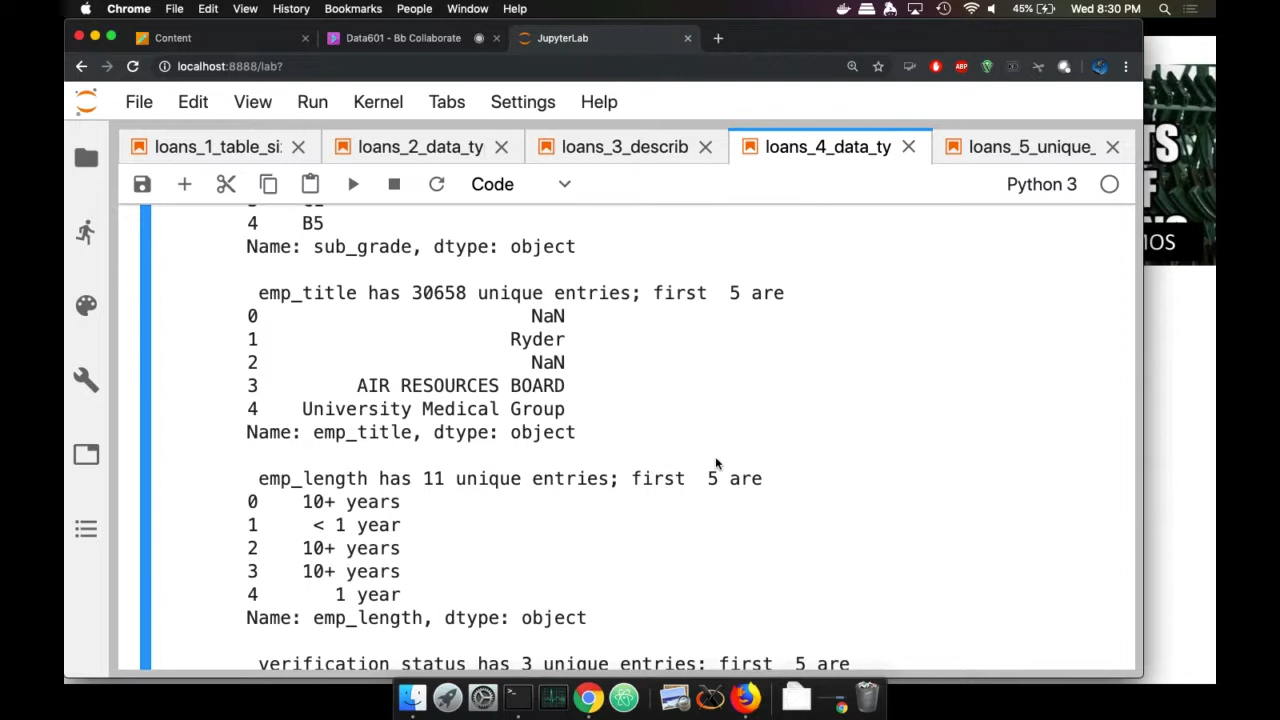 Chrome File Edit View History Bookmarks People Window Help 45% Wed 8:30 PM
Content Data601 - Bb Collaborate JupyterLab
localhost:8888/lab?
ABP
File Edit View Run Kernel Tabs Settings Help
loans_1_table_si: loans_2_data_ty loans_3_describ loans_4_data_ty loans_5_unique_
Code Python 3
4 B5
Name: sub_grade, dtype: object
emp_title has 30658 unique entries; first 5 are
0 NaN
1 Ryder
2 NaN
3 AIR RESOURCES BOARD
4 University Medical Group
Name: emp_title, dtype: object
emp_length has 11 unique entries; first 5 are
0 10+ years
1 < 1 year
2 10+ years
3 10+ years
4 1 year
Name: emp_length, dtype: object
verification_status has 3 unique entries; first 5 are